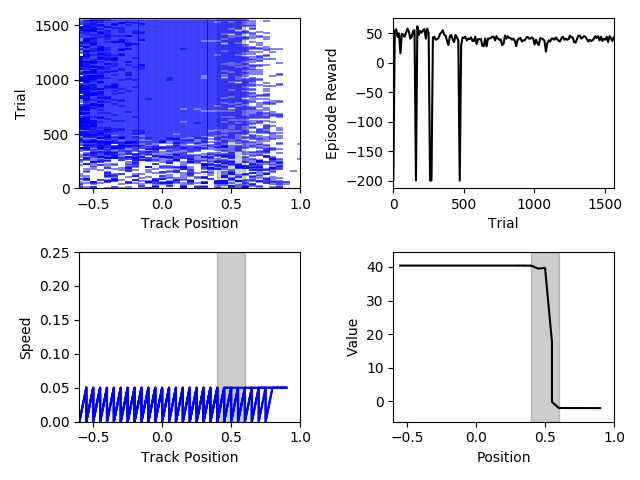 1500
1000
500
0
Trial
−0.5 0.0 0.5 1.0
Track Position
50
0
−50
−100
−150
−200
Episode Reward
0 500 1000 1500
Trial
0.25
0.20
0.15
0.10
0.05
0.00
Speed
−0.5 0.0 0.5 1.0
Track Position
40
30
20
10
0
Value
−0.5 0.0 0.5 1.0
Position